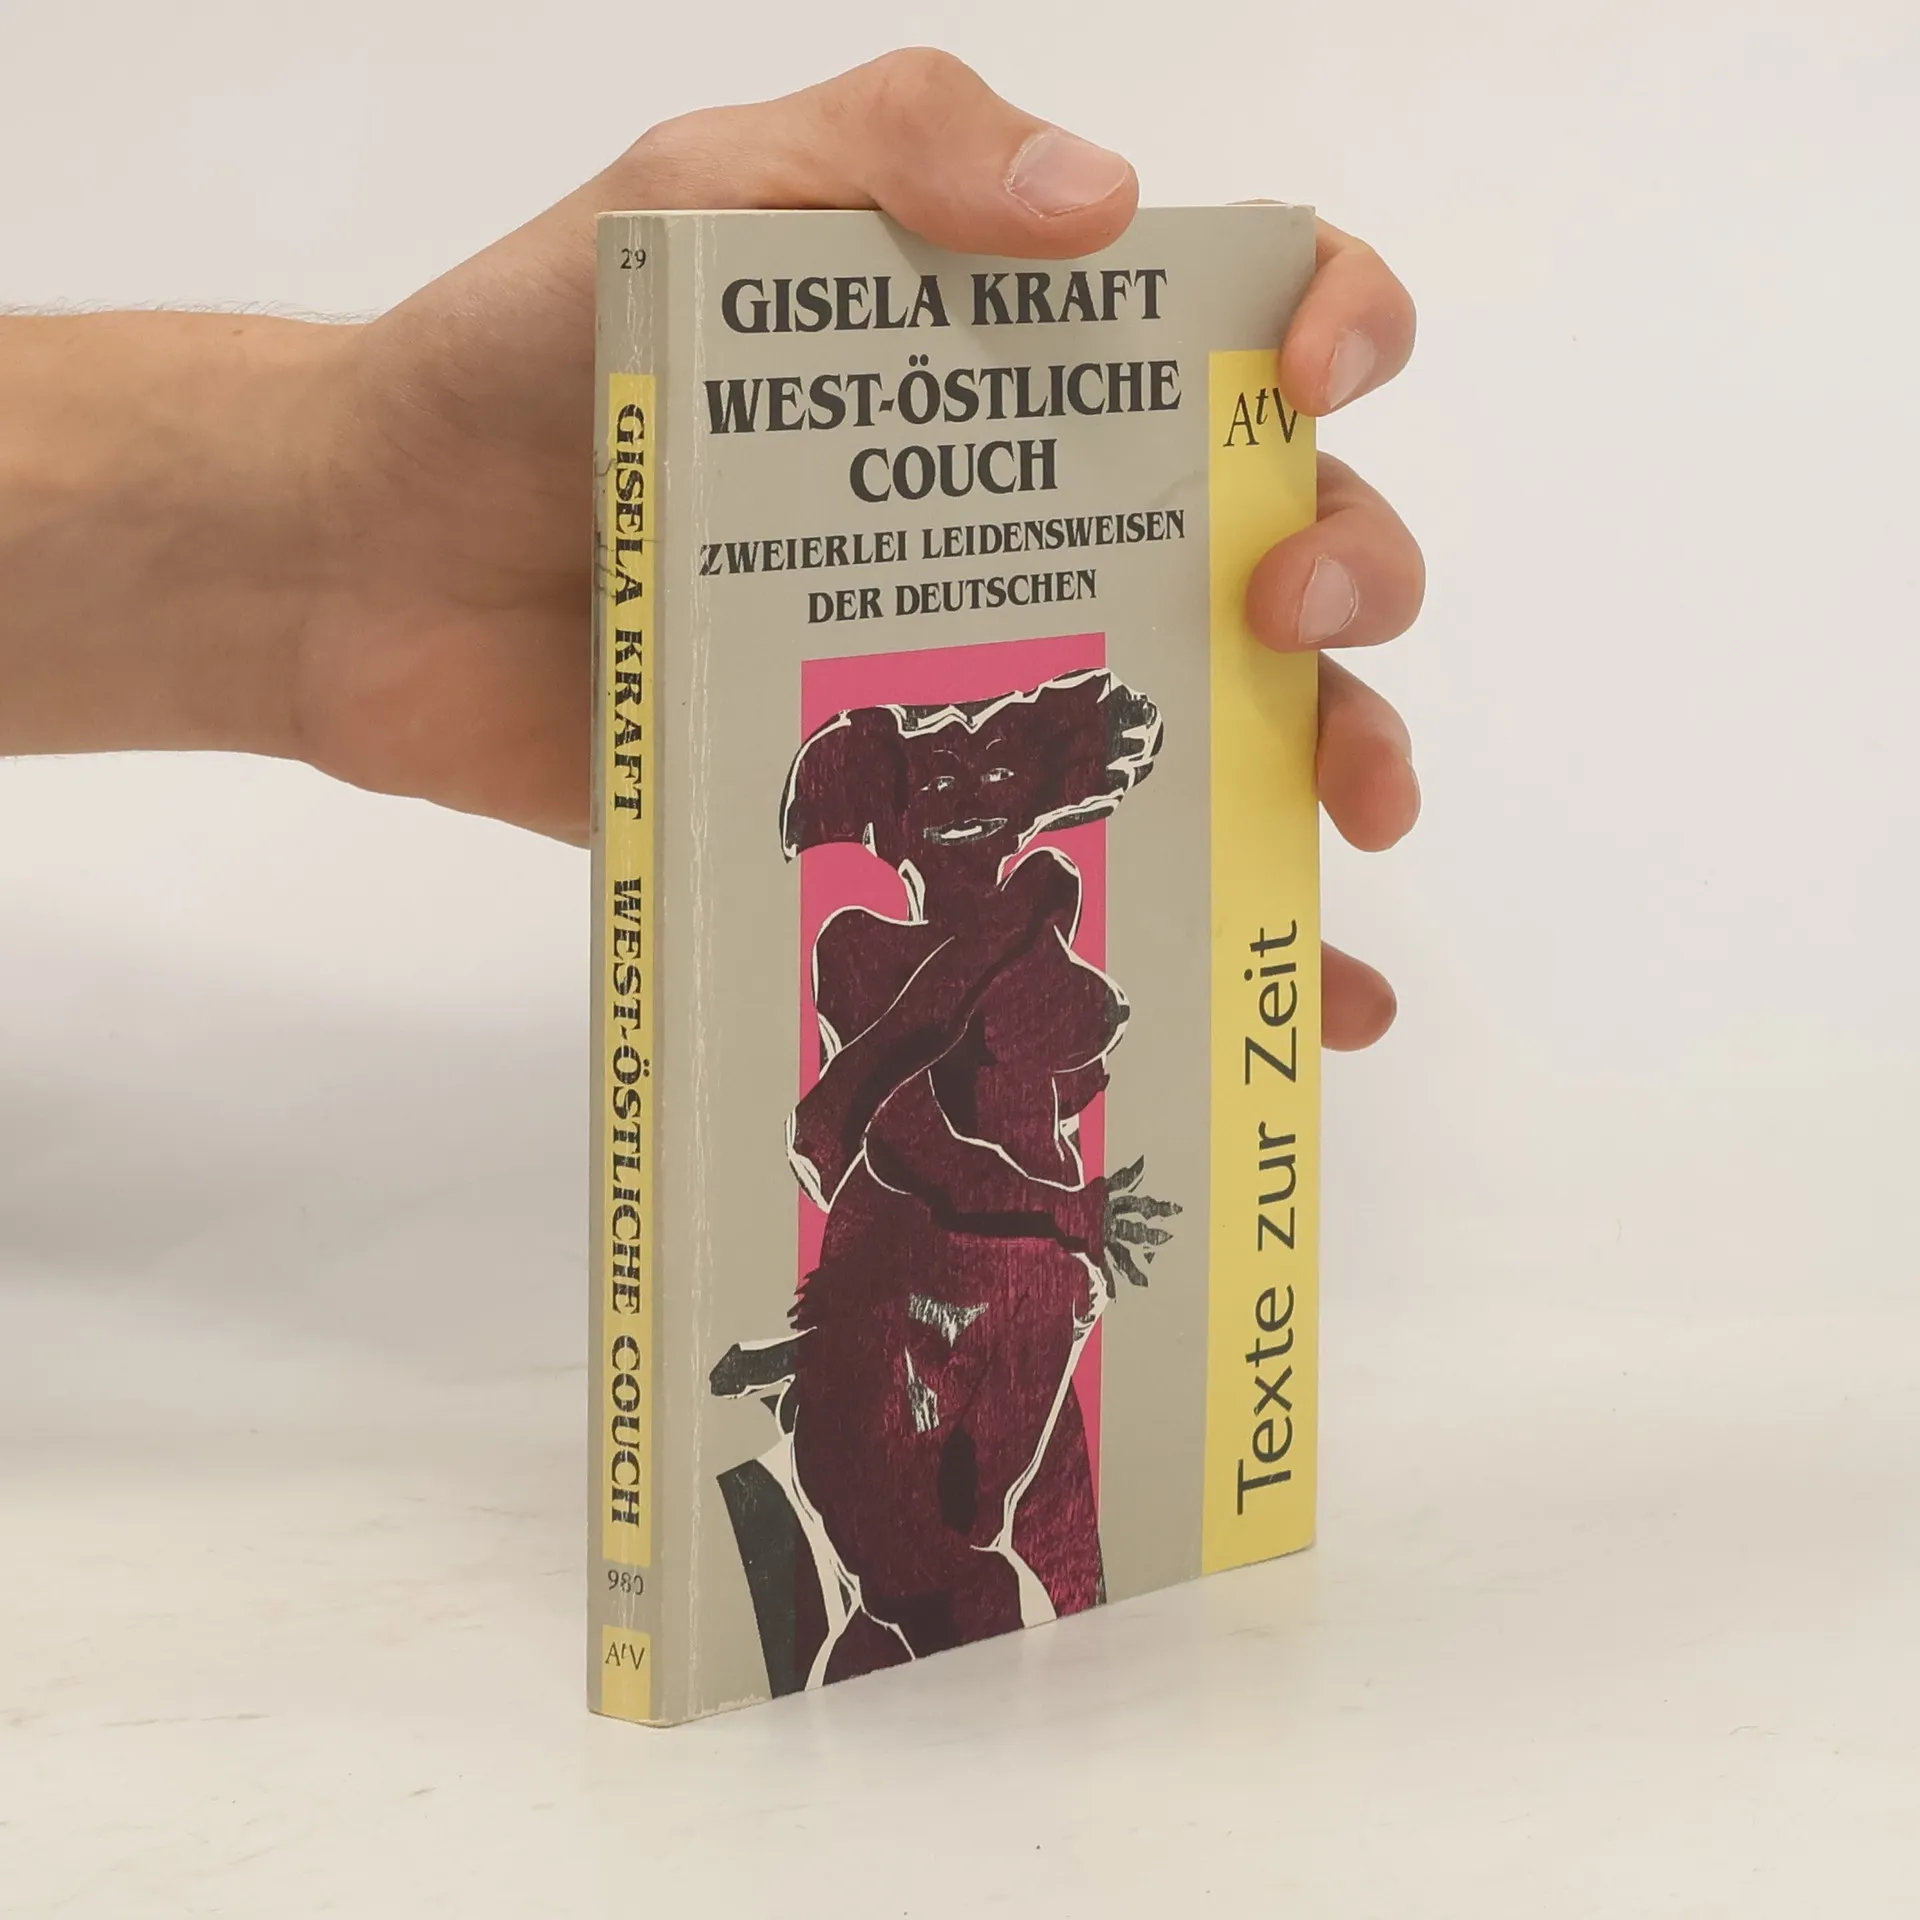 29
GISELA KRAFT WEST-ÖSTLICHE COUCH
980
AtV
GISELA KRAFT
WEST-ÖSTLICHE
COUCH
ZWEIERLEI LEIDENSWEISEN
DER DEUTSCHEN
AtV
Texte zur Zeit